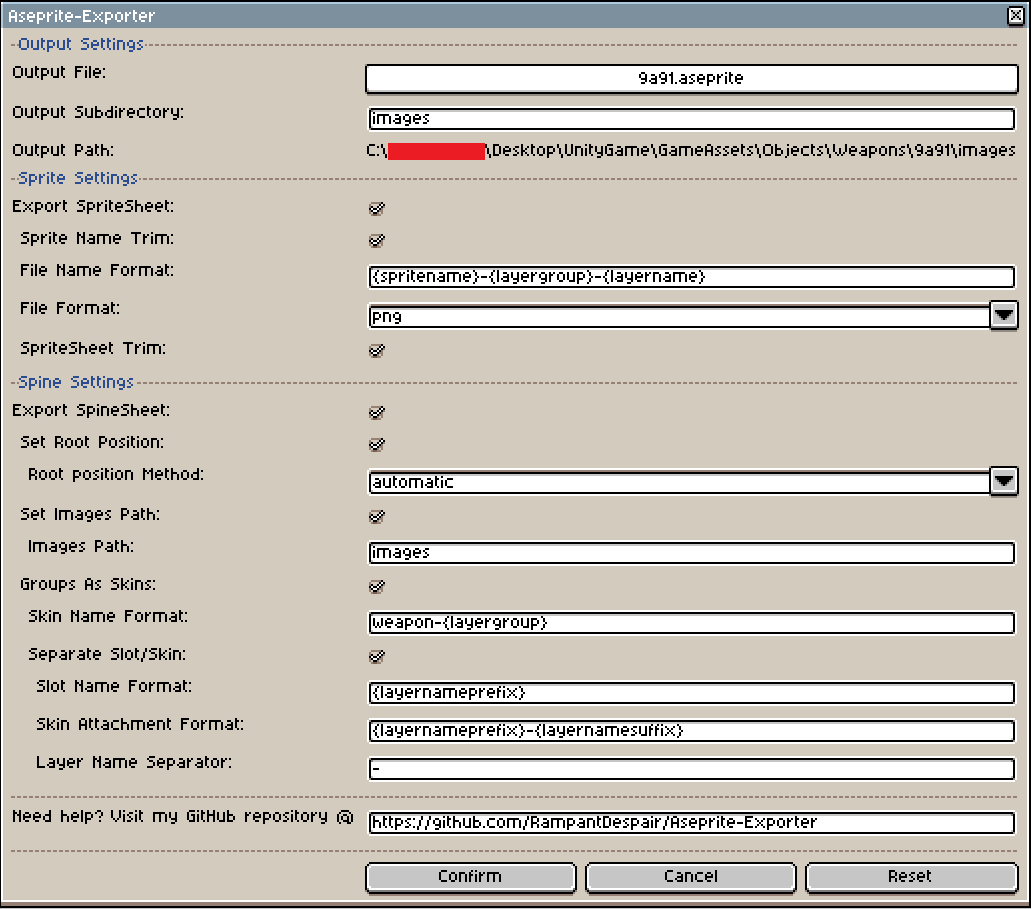 Aseprite-Exporter
Output Settings
Output File: 9a91.aseprite
Output Subdirectory: images
Output Path: C:\ \Desktop\UnityGame\GameAssets\Objects\Weapons\9a91\images
Sprite Settings
Export SpriteSheet:
Sprite Name Trim:
File Name Format: {spritename}-{layergroup}-{layername}
File Format: png
SpriteSheet Trim:
Spine Settings
Export SpineSheet:
Set Root Position:
Root position Method: automatic
Set Images Path:
Images Path: images
Groups As Skins:
Skin Name Format: weapon-{layergroup}
Separate Slot/Skin:
Slot Name Format: {layernameprefix}
Skin Attachment Format: {layernameprefix}-{layernamesuffix}
Layer Name Separator: -
Need help? Visit my GitHub repository @ https://github.com/RampantDespair/Aseprite-Exporter
Confirm Cancel Reset